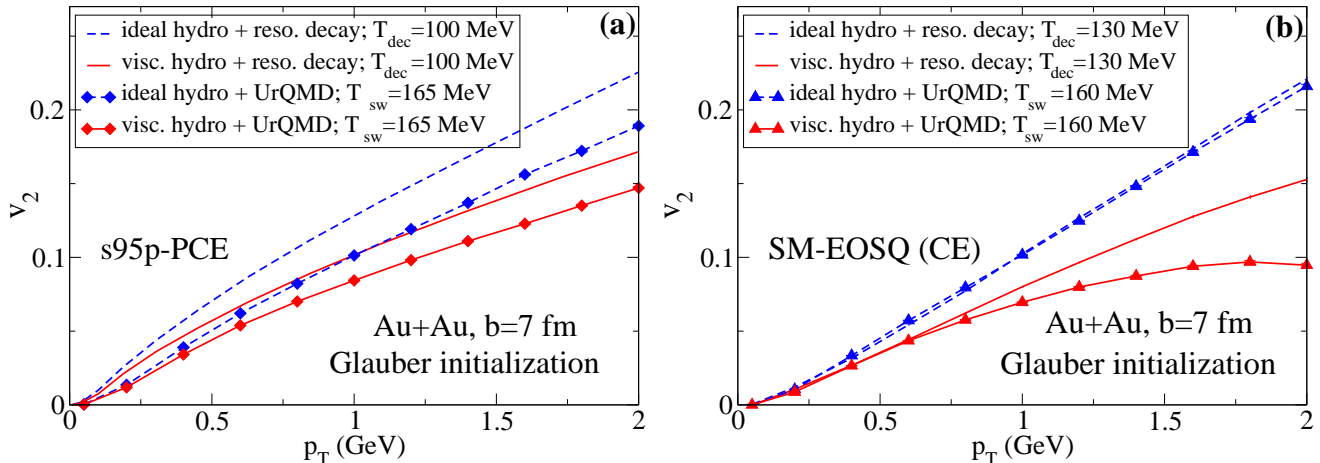 (a)
ideal hydro + reso. decay; T_dec=100 MeV
visc. hydro + reso. decay; T_dec=100 MeV
ideal hydro + UrQMD; T_sw=165 MeV
visc. hydro + UrQMD; T_sw=165 MeV
0.2
v_2
s95p-PCE
0.1
Au+Au, b=7 fm
Glauber initialization
0
0 0.5 1 1.5 2
p_T (GeV)
(b)
ideal hydro + reso. decay; T_dec=130 MeV
visc. hydro + reso. decay; T_dec=130 MeV
ideal hydro + UrQMD; T_sw=160 MeV
visc. hydro + UrQMD; T_sw=160 MeV
0.2
v_2
SM-EOSQ (CE)
0.1
Au+Au, b=7 fm
Glauber initialization
0
0 0.5 1 1.5 2
p_T (GeV)